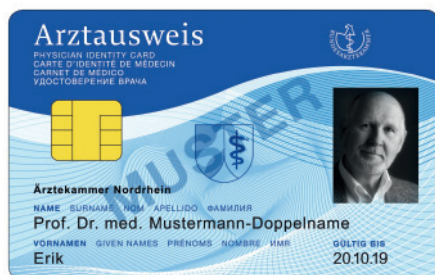 Arztausweis
PHYSICIAN IDENTITY CARD
CARTE D'IDENTITÉ DE MÉDECIN
CARNET DE MÉDICO
УДОСТОВЕРЕНИЕ ВРАЧА
BUNDESÄRZTEKAMMER
MUSTER
Ärztekammer Nordrhein
NAME SURNAME NOM APELLIDO ФАМИЛИЯ
Prof. Dr. med. Mustermann-Doppelname
VORNAMEN GIVEN NAMES PRÉNOMS NOMBRE ИМЯ GÜLTIG BIS
Erik 20.10.19